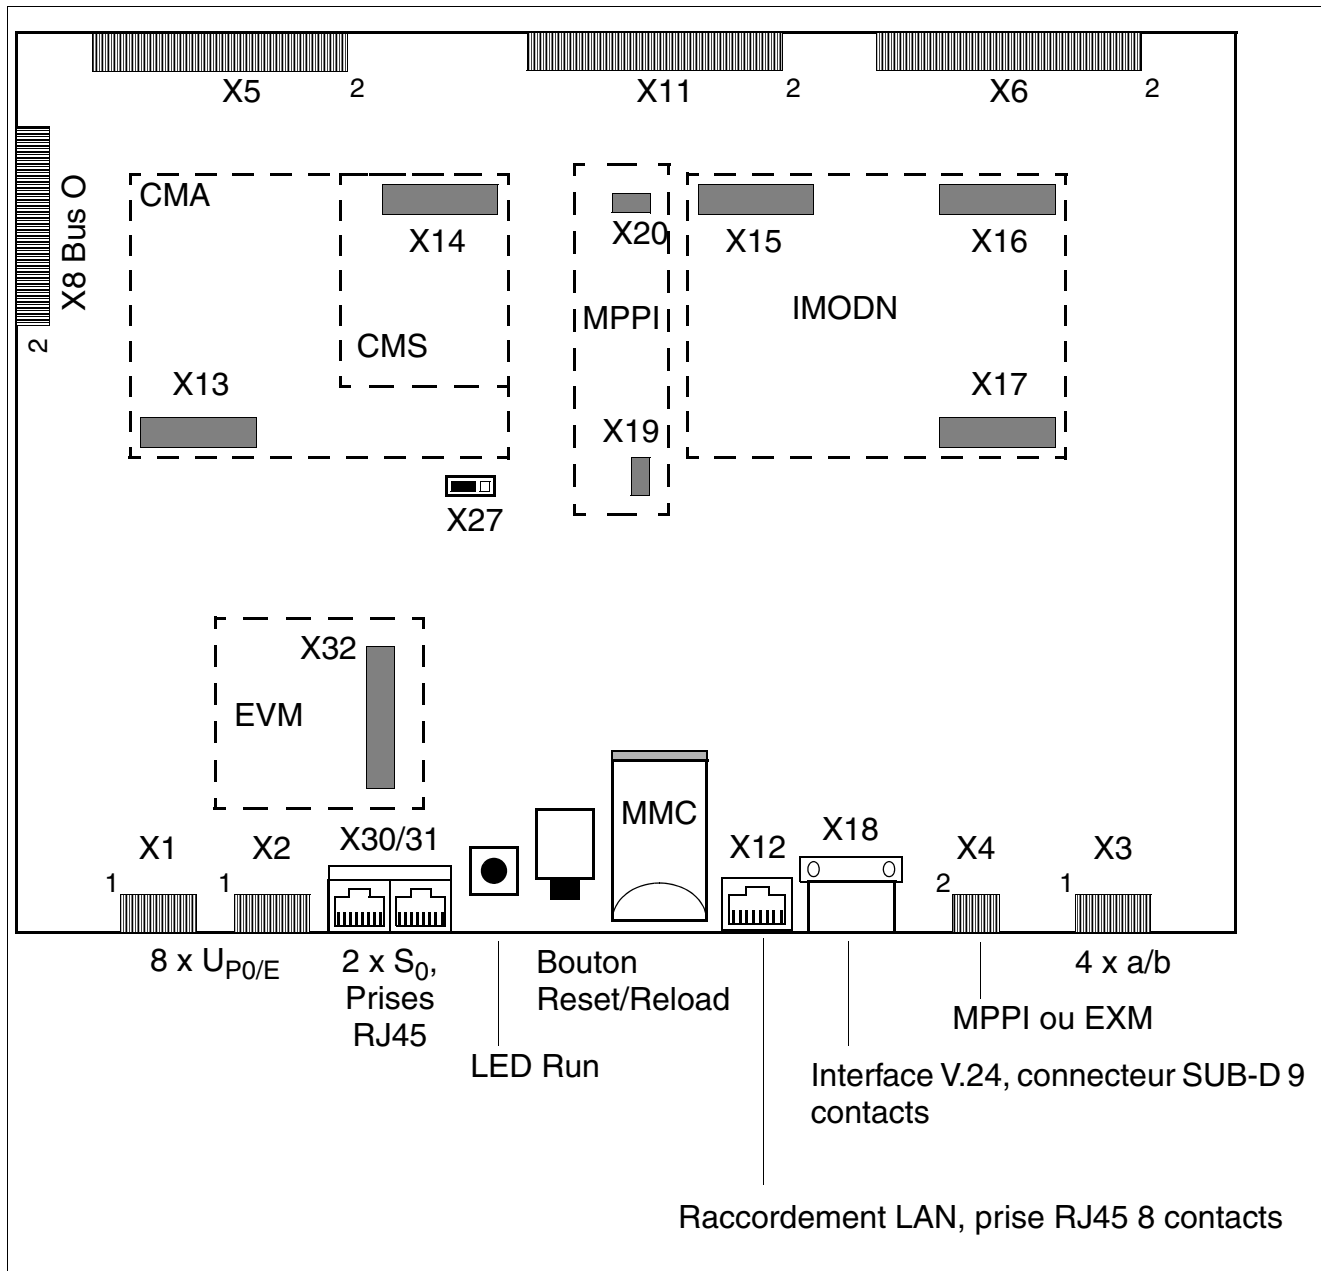 X5
2
X11
2
X6
2
X8 Bus O
2
CMA
X14
CMS
X13
X20
MPPI
X19
X15
X16
IMODN
X17
X27
X32
EVM
MMC
X1
1
X2
1
X30/31
X12
X18
X4
2
X3
1
8 x UP0/E
2 x S0,
Prises
RJ45
Bouton
Reset/Reload
4 x a/b
MPPI ou EXM
LED Run
Interface V.24, connecteur SUB-D 9
contacts
Raccordement LAN, prise RJ45 8 contacts